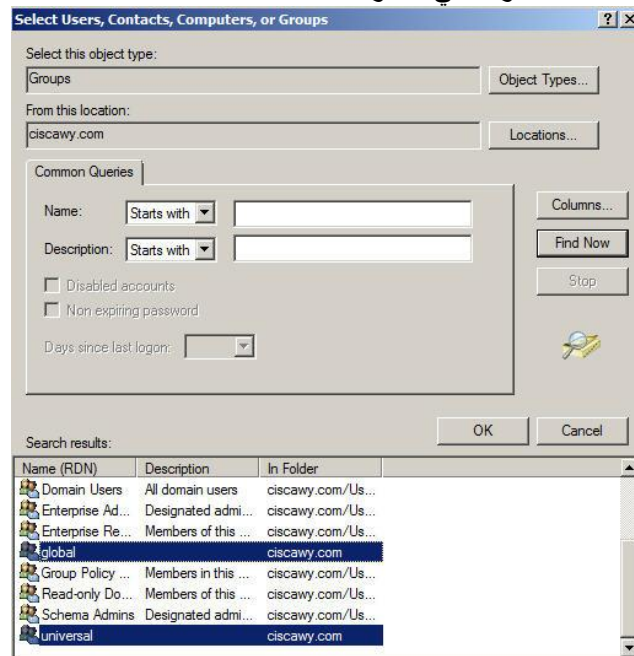 Select Users, Contacts, Computers, or Groups
Select this object type:
Groups
Object Types...
From this location:
ciscawy.com
Locations...
Common Queries
Name: Starts with
Columns...
Description: Starts with
Find Now
Disabled accounts
Stop
Non expiring password
Days since last logon:
OK Cancel
Search results:
Name (RDN) Description In Folder
Domain Users All domain users ciscawy.com/Us...
Enterprise Ad... Designated admi... ciscawy.com/Us...
Enterprise Re... Members of this ... ciscawy.com/Us...
global ciscawy.com
Group Policy ... Members in this ... ciscawy.com/Us...
Read-only Do... Members of this ... ciscawy.com/Us...
Schema Admins Designated admi... ciscawy.com/Us...
universal ciscawy.com